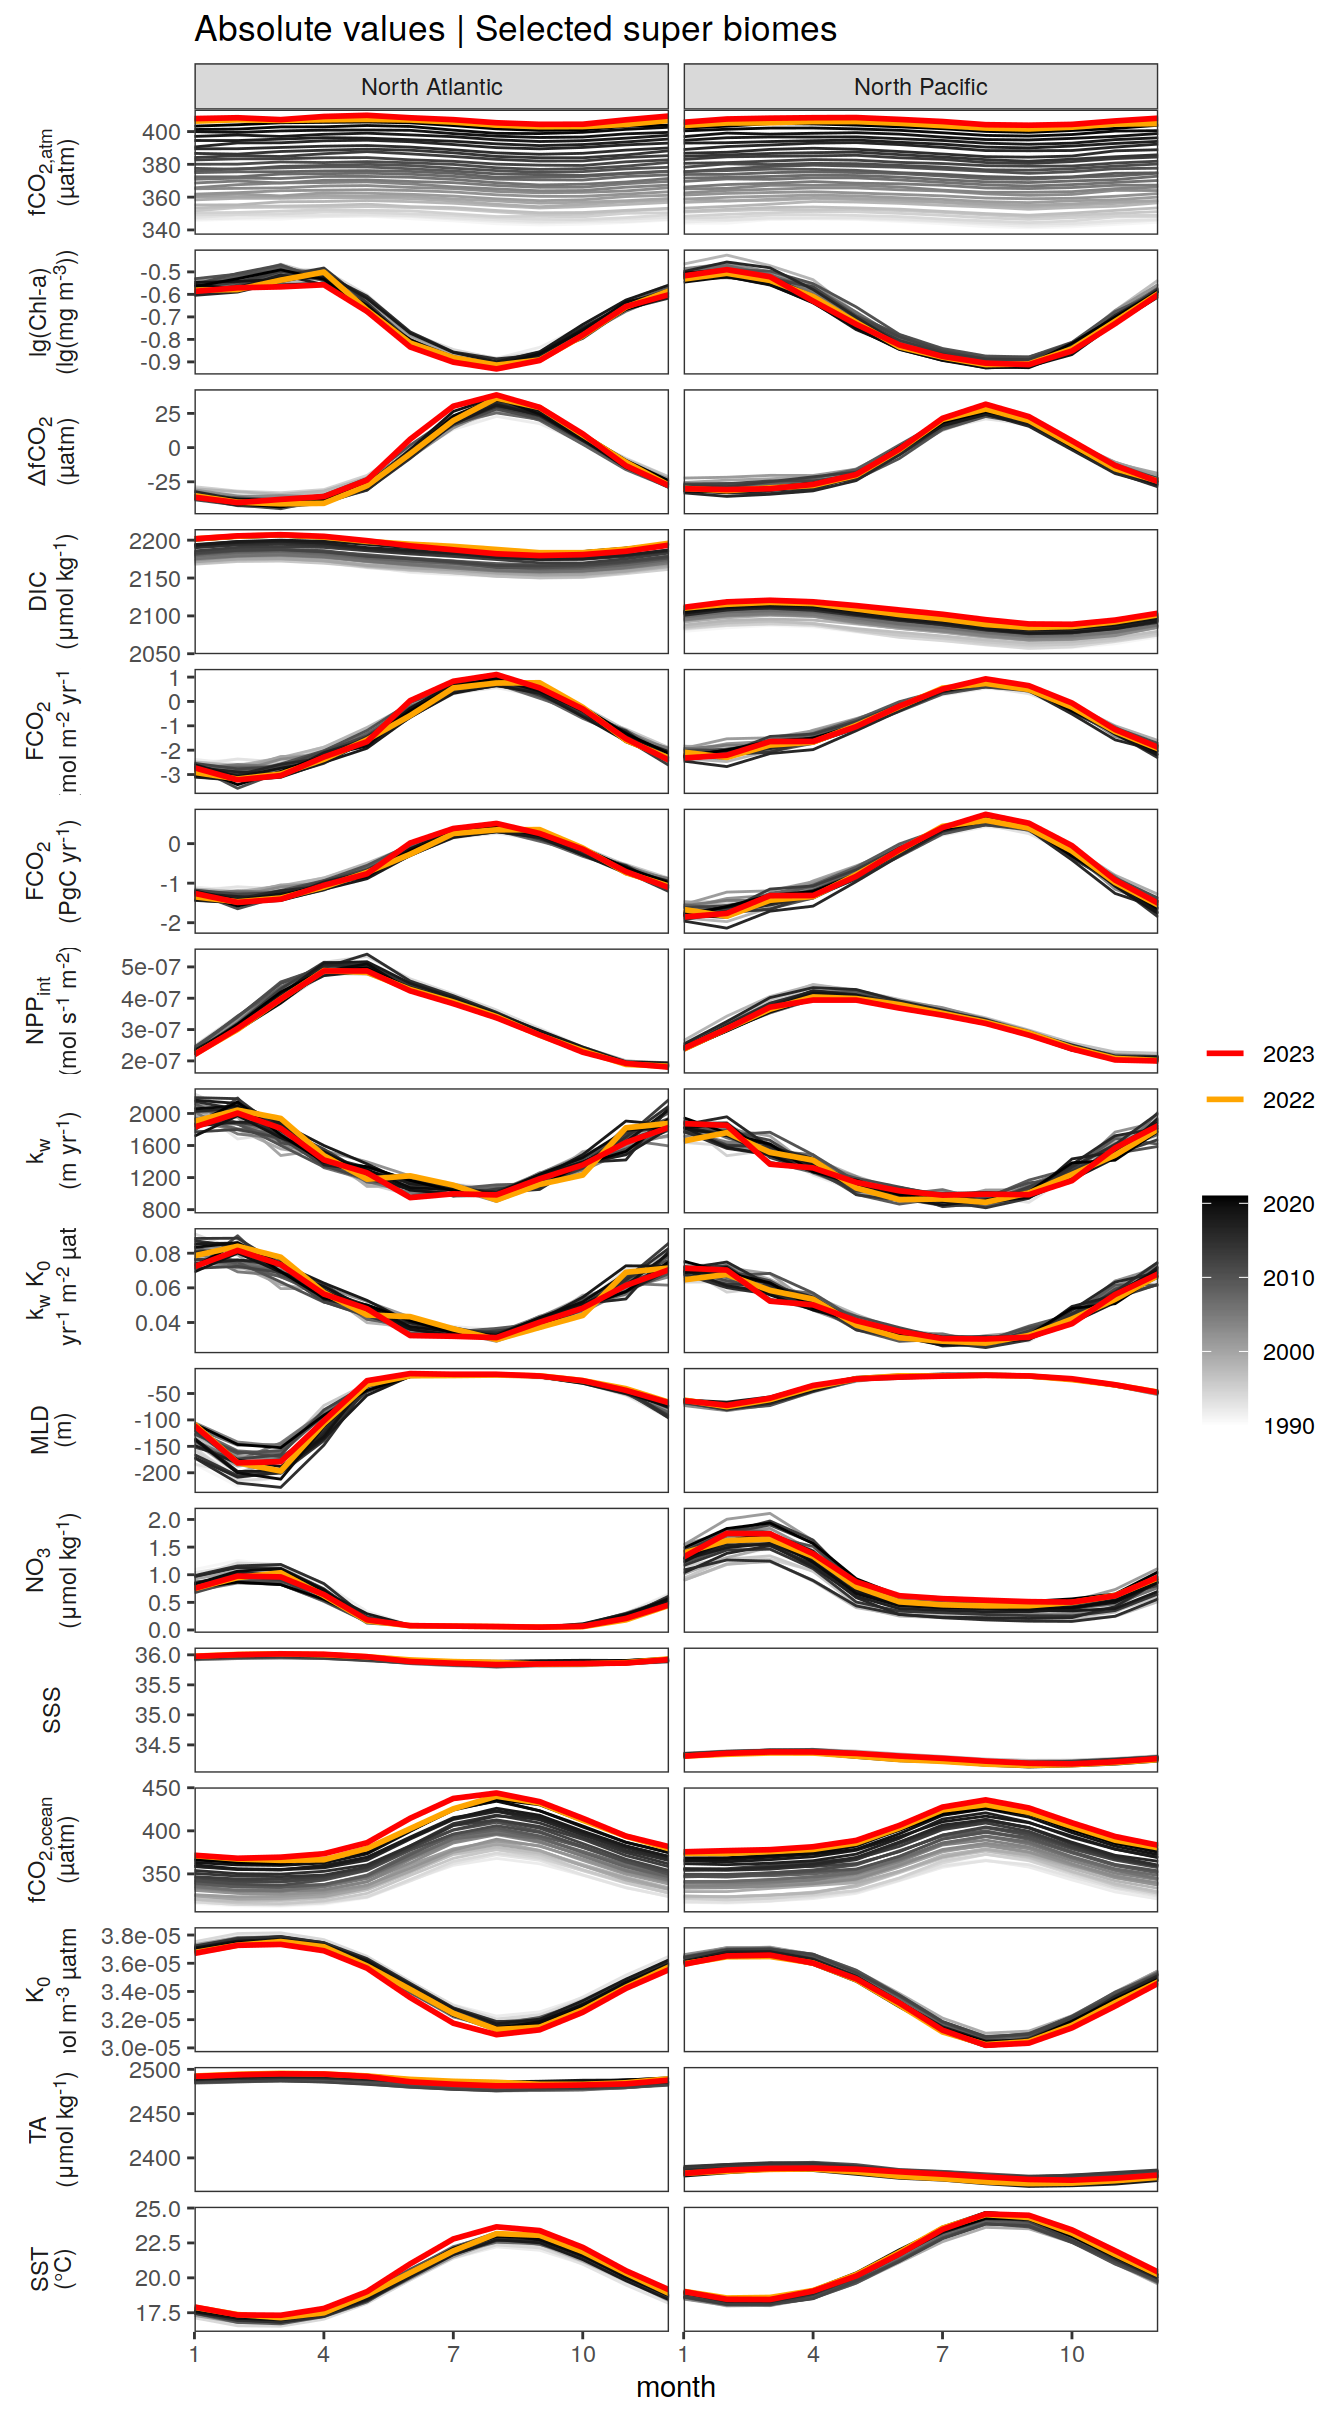 Absolute values | Selected super biomes
North Atlantic
North Pacific
fCO2,atm
(µatm)
400
380
360
340
lg(Chl-a)
(lg(mg m-3))
-0.5
-0.6
-0.7
-0.8
-0.9
ΔfCO2
(µatm)
25
0
-25
DIC
(µmol kg-1)
2200
2150
2100
2050
FCO2
mol m-2 yr-1
1
0
-1
-2
-3
FCO2
(PgC yr-1)
0
-1
-2
NPPint
(mol s-1 m-2)
5e-07
4e-07
3e-07
2e-07
kw
(m yr-1)
2000
1600
1200
800
kw K0
yr-1 m-2 µat
0.08
0.06
0.04
MLD
(m)
-50
-100
-150
-200
NO3
(µmol kg-1)
2.0
1.5
1.0
0.5
0.0
SSS
36.0
35.5
35.0
34.5
fCO2,ocean
(µatm)
450
400
350
K0
ol m-3 µatm
3.8e-05
3.6e-05
3.4e-05
3.2e-05
3.0e-05
TA
(µmol kg-1)
2500
2450
2400
SST
(°C)
25.0
22.5
20.0
17.5
1
4
7
10
1
4
7
10
month
2023
2022
2020
2010
2000
1990